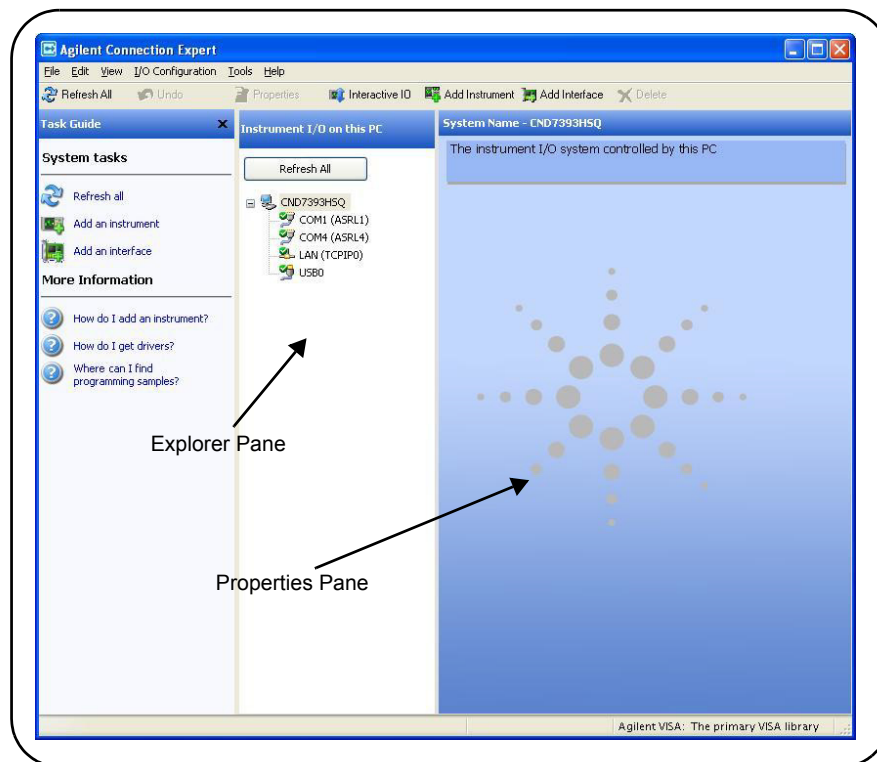 Agilent Connection Expert
File Edit View I/O Configuration Tools Help
Refresh All Undo Properties Interactive IO Add Instrument Add Interface Delete
Task Guide x
System tasks
Refresh all
Add an instrument
Add an interface
More Information
How do I add an instrument?
How do I get drivers?
Where can I find
programming samples?
Instrument I/O on this PC
Refresh All
CND7393HSQ
COM1 (ASRL1)
COM4 (ASRL4)
LAN (TCPIP0)
USB0
Explorer Pane
System Name - CND7393HSQ
The instrument I/O system controlled by this PC
Properties Pane
Agilent VISA: The primary VISA library